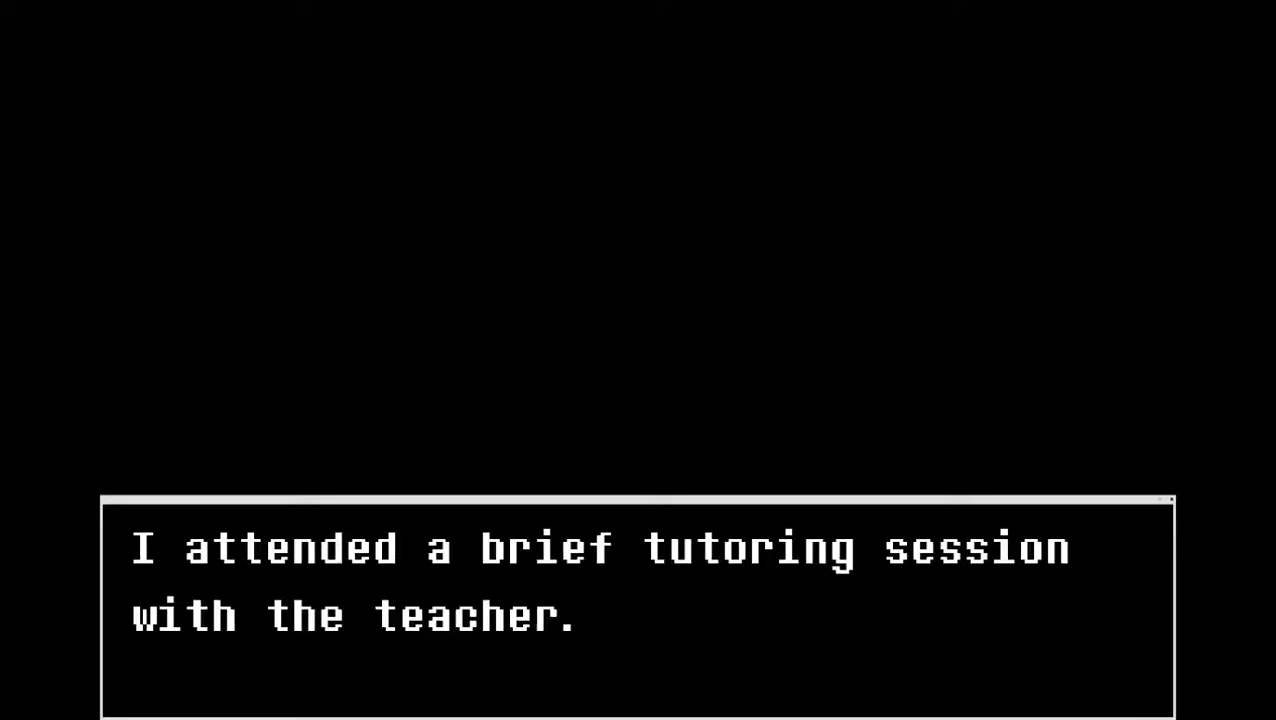 I attended a brief tutoring session
with the teacher.